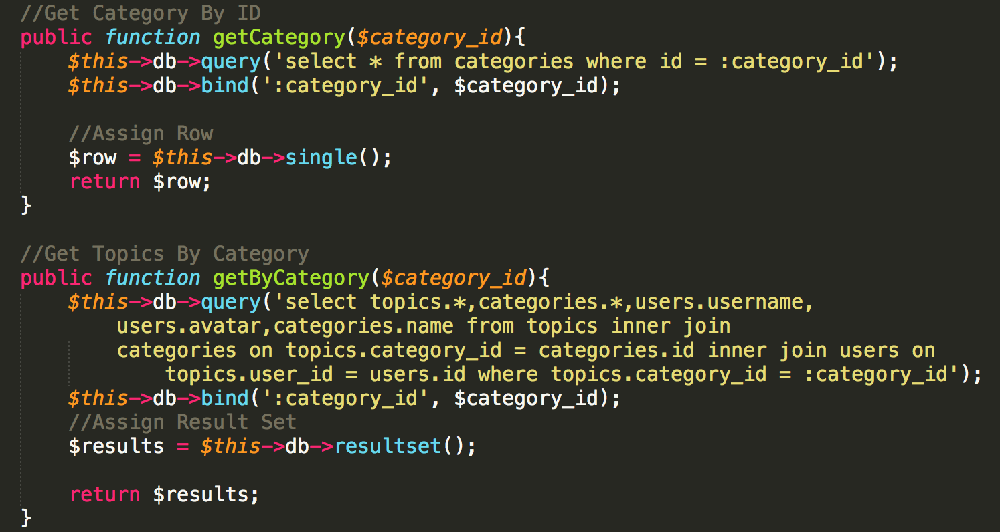 //Get Category By ID
public function getCategory($category_id){
    $this->db->query('select * from categories where id = :category_id');
    $this->db->bind(':category_id', $category_id);

    //Assign Row
    $row = $this->db->single();
    return $row;
}

//Get Topics By Category
public function getByCategory($category_id){
    $this->db->query('select topics.*,categories.*,users.username,
        users.avatar,categories.name from topics inner join
        categories on topics.category_id = categories.id inner join users on
            topics.user_id = users.id where topics.category_id = :category_id');
    $this->db->bind(':category_id', $category_id);
    //Assign Result Set
    $results = $this->db->resultset();

    return $results;
}